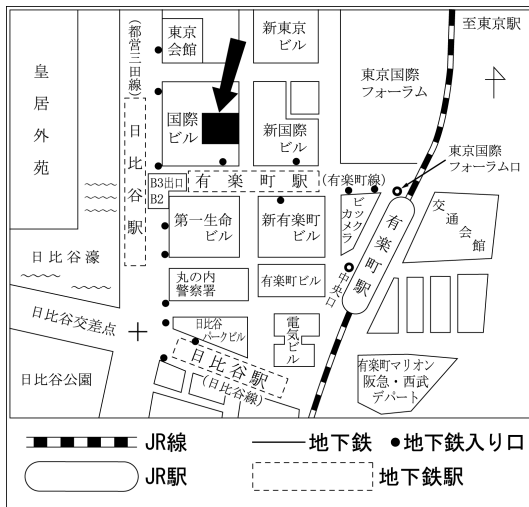 至東京駅
(都営三田線)
東京
会館
新東京
ビル
東京国際
フォーラム
皇居外苑
国際
ビル
日比谷駅
新国際
ビル
東京国際
フォーラム口
B3出口
B2
有楽町駅
(有楽町線)
第一生命
ビル
新有楽町
ビル
ビックカメラ
有楽町駅
交通会館
日比谷濠
丸の内
警察署
有楽町ビル
中央口
日比谷交差点
日比谷
パークビル
電気ビル
日比谷駅
(日比谷線)
日比谷公園
有楽町マリオン
阪急・西武
デパート
JR線
地下鉄
地下鉄入り口
JR駅
地下鉄駅